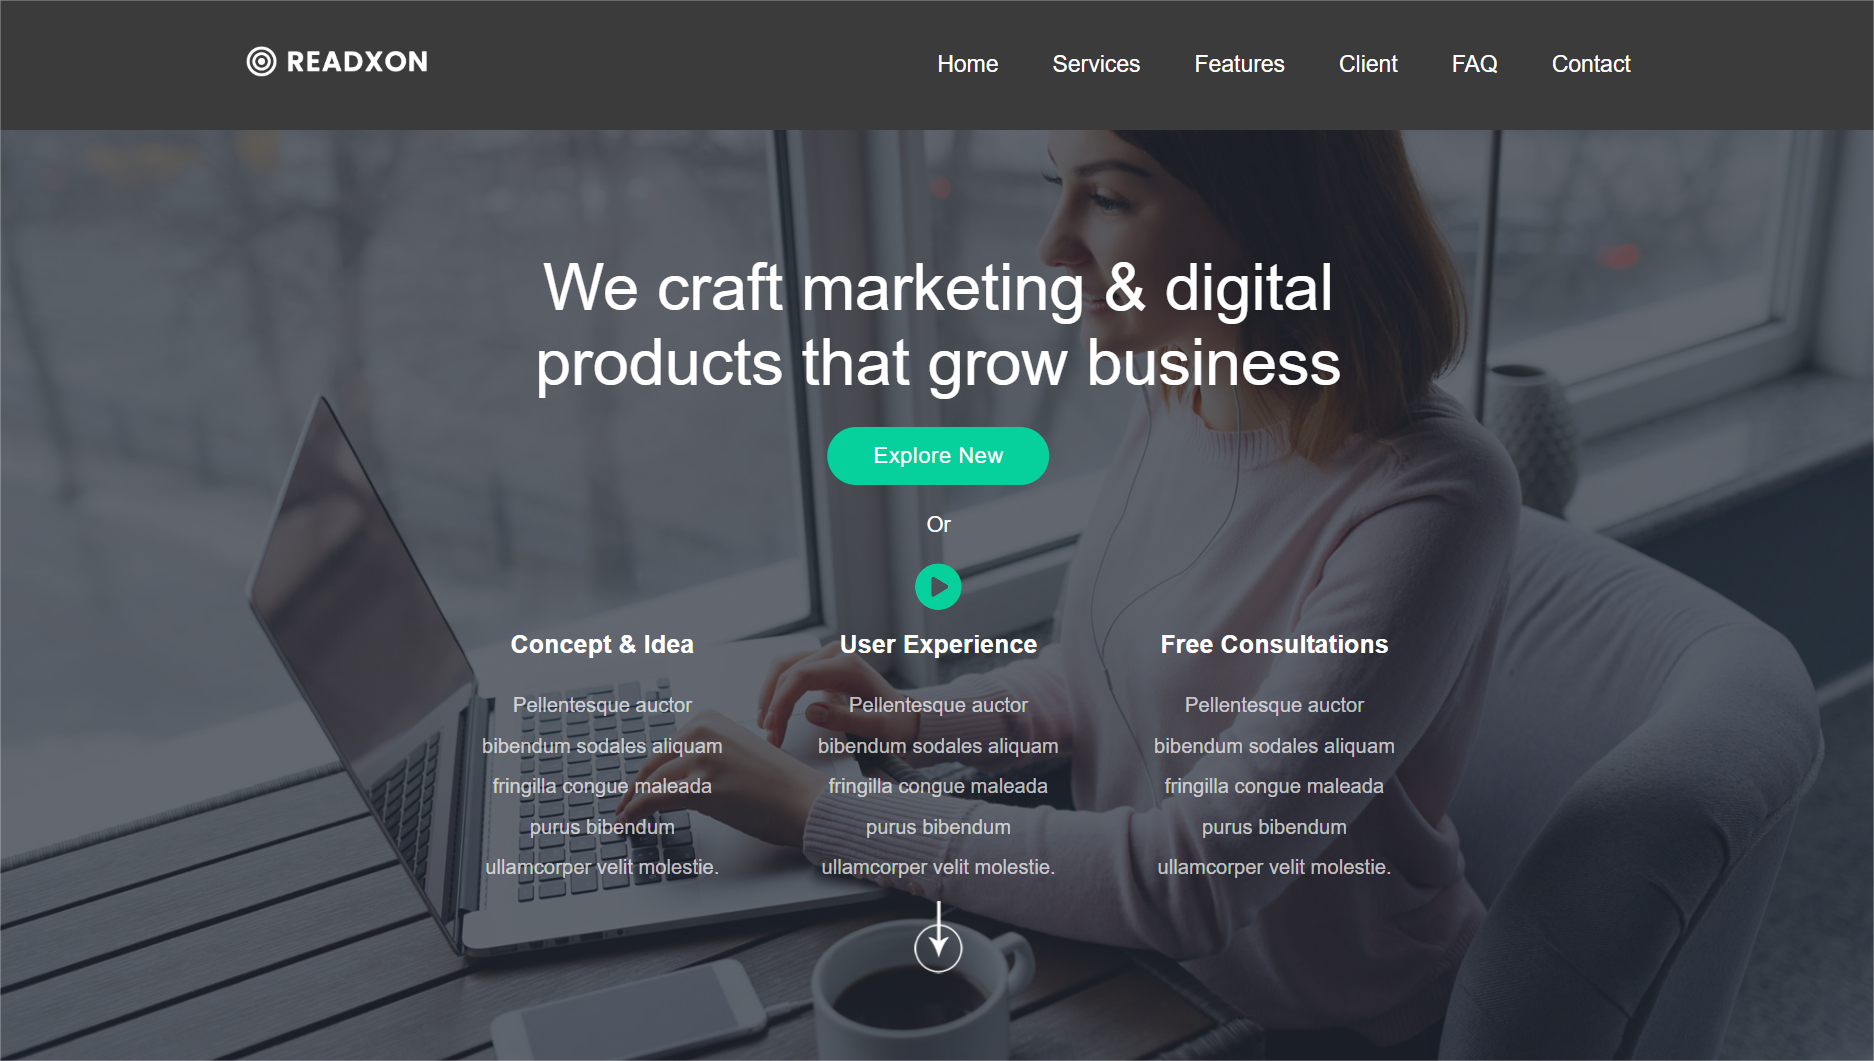 READXON
Home Services Features Client FAQ Contact
We craft marketing & digital
products that grow business
Explore New
Or
Concept & Idea
Pellentesque auctor
bibendum sodales aliquam
fringilla congue maleada
purus bibendum
ullamcorper velit molestie.
User Experience
Pellentesque auctor
bibendum sodales aliquam
fringilla congue maleada
purus bibendum
ullamcorper velit molestie.
Free Consultations
Pellentesque auctor
bibendum sodales aliquam
fringilla congue maleada
purus bibendum
ullamcorper velit molestie.